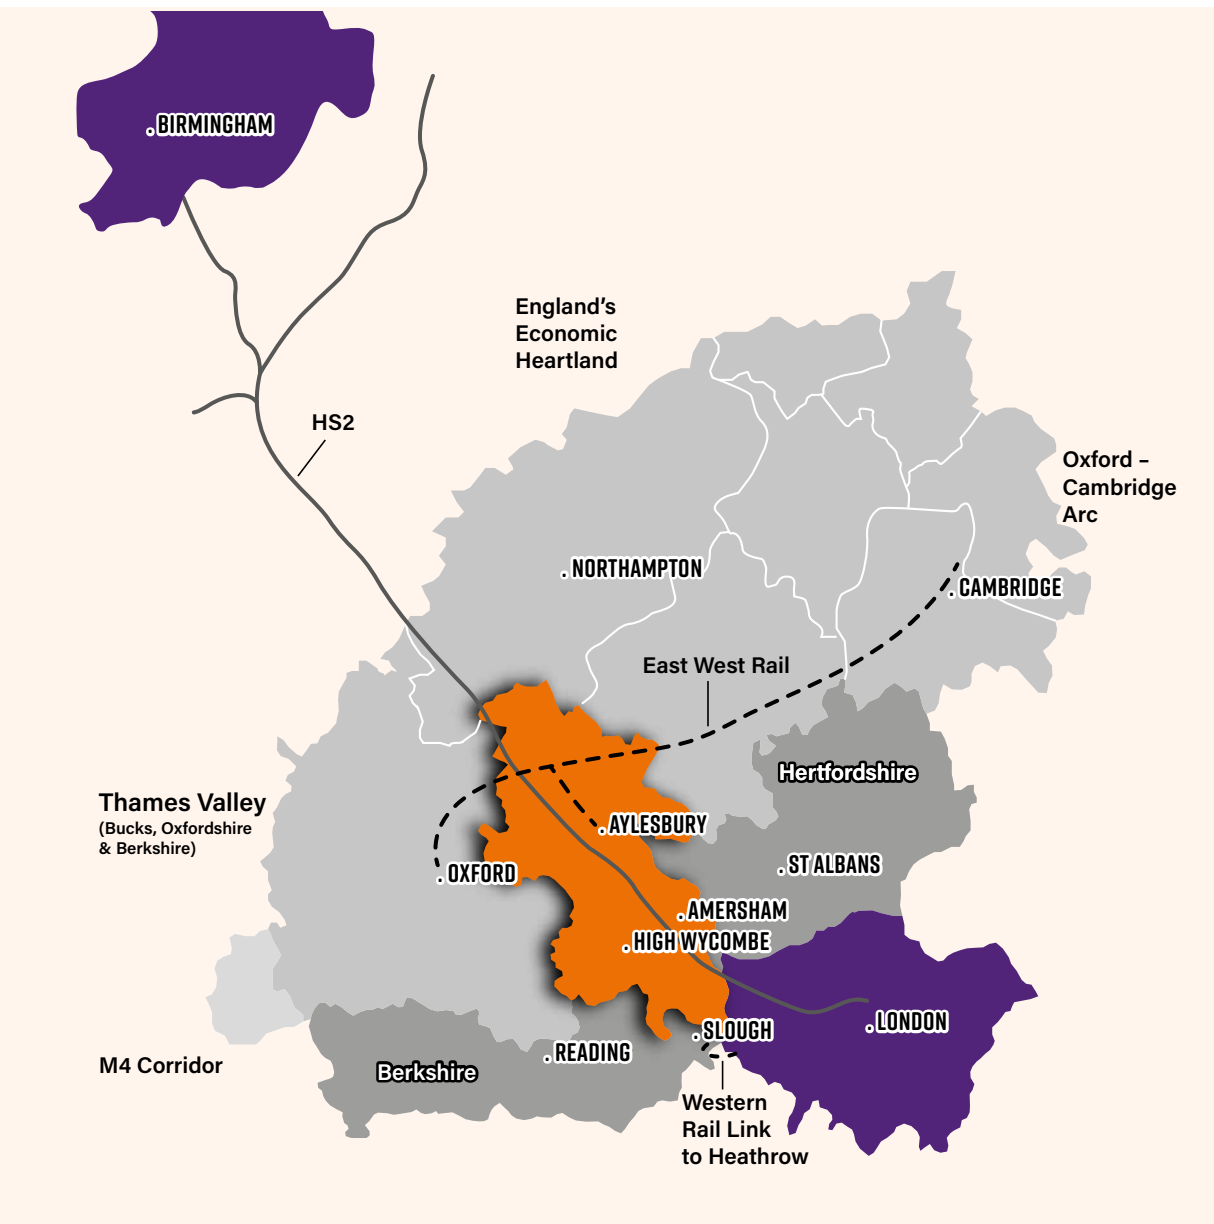 . BIRMINGHAM
England’s
Economic
Heartland
HS2
Oxford –
Cambridge
Arc
. NORTHAMPTON
. CAMBRIDGE
East West Rail
Hertfordshire
Thames Valley
(Bucks, Oxfordshire
& Berkshire)
. AYLESBURY
. OXFORD
. ST ALBANS
. AMERSHAM
. HIGH WYCOMBE
. LONDON
. SLOUGH
. READING
M4 Corridor
Berkshire
Western
Rail Link
to Heathrow